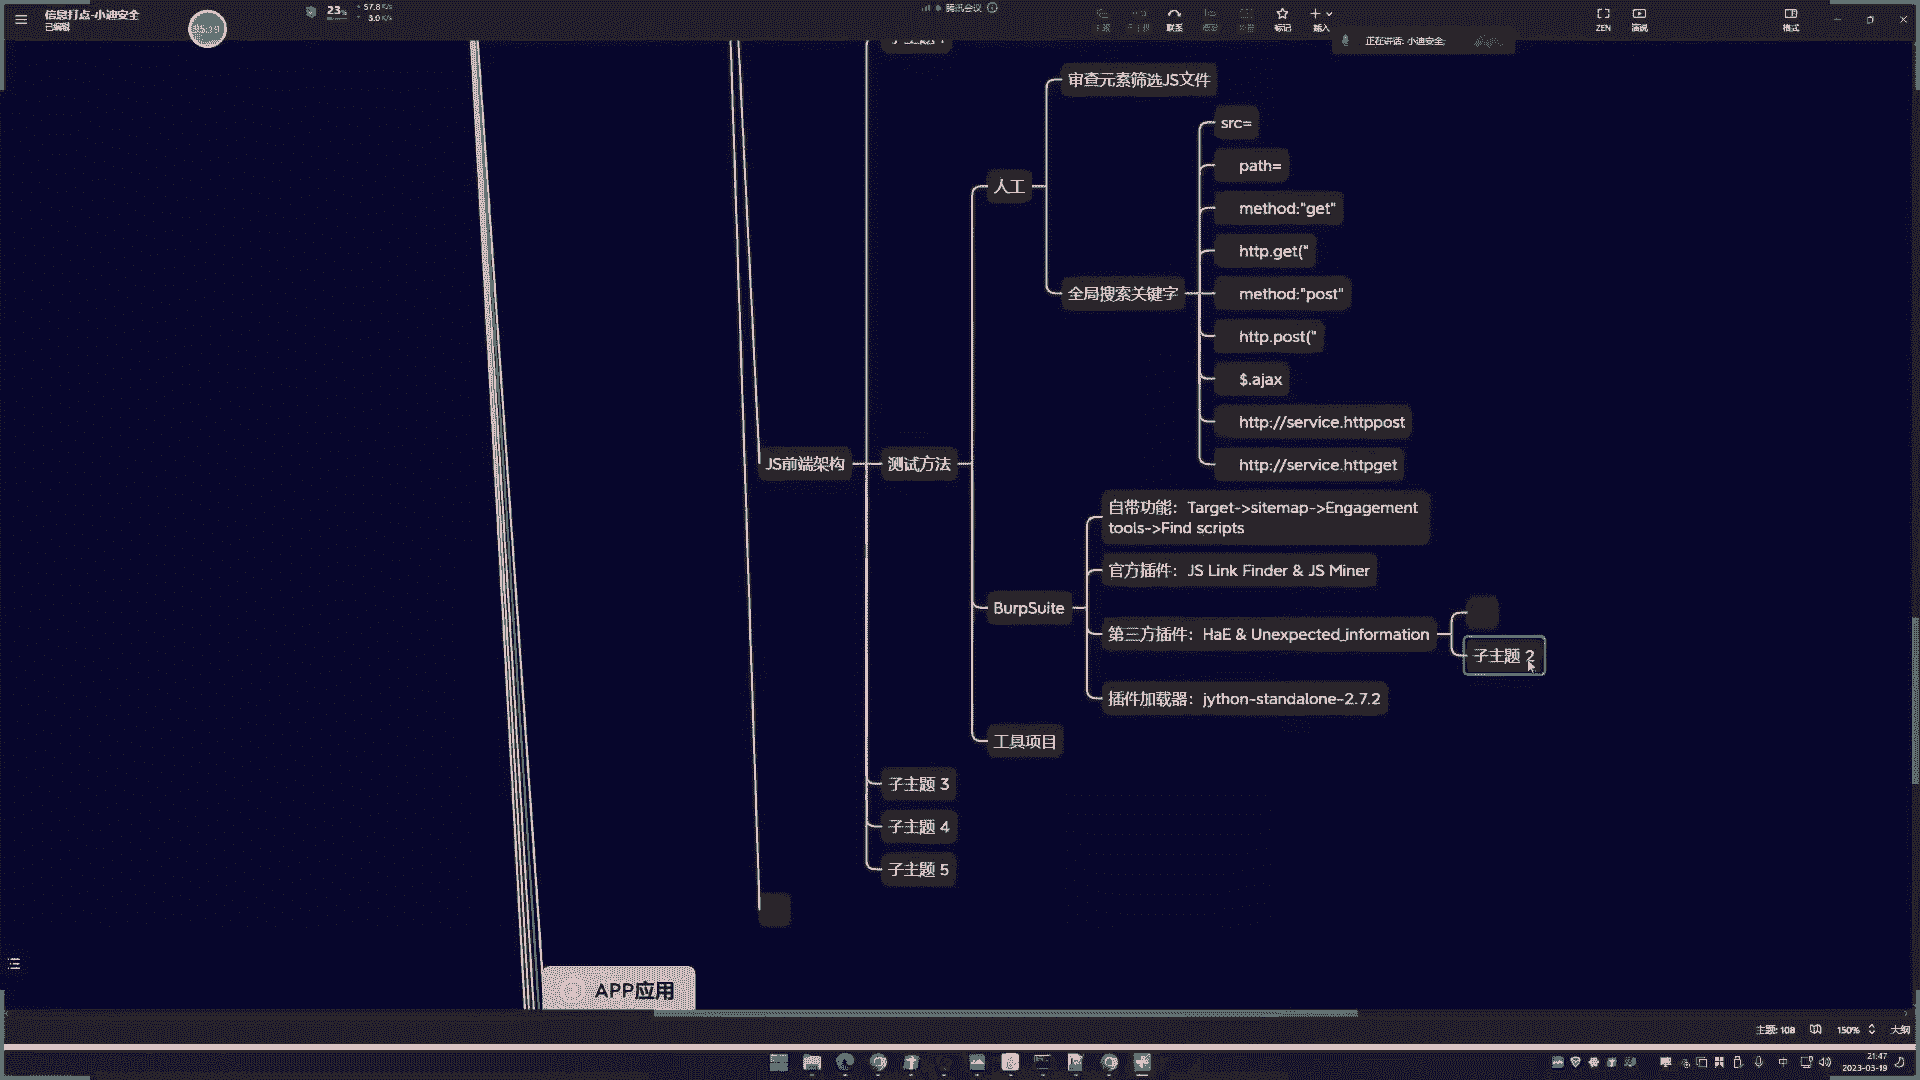 信息打点-小迪安全
已编辑
23%
57.8 K/s
3.0 K/s
腾讯会议
联系
标记
插入
ZEN
演说
格式
正在讲话: 小迪安全;
审查元素筛选JS文件
src=
path=
人工
method:"get"
http.get("
全局搜索关键字
method:"post"
http.post("
$.ajax
http://service.httppost
JS前端架构
测试方法
http://service.httpget
自带功能：Target->sitemap->Engagement
tools->Find scripts
官方插件：JS Link Finder & JS Miner
BurpSuite
第三方插件：HaE & Unexpected_information
子主题 2
插件加载器：jython-standalone-2.7.2
工具项目
子主题 3
子主题 4
子主题 5
APP应用
主题: 108
150%
大纲
中
21:47
2023-03-19